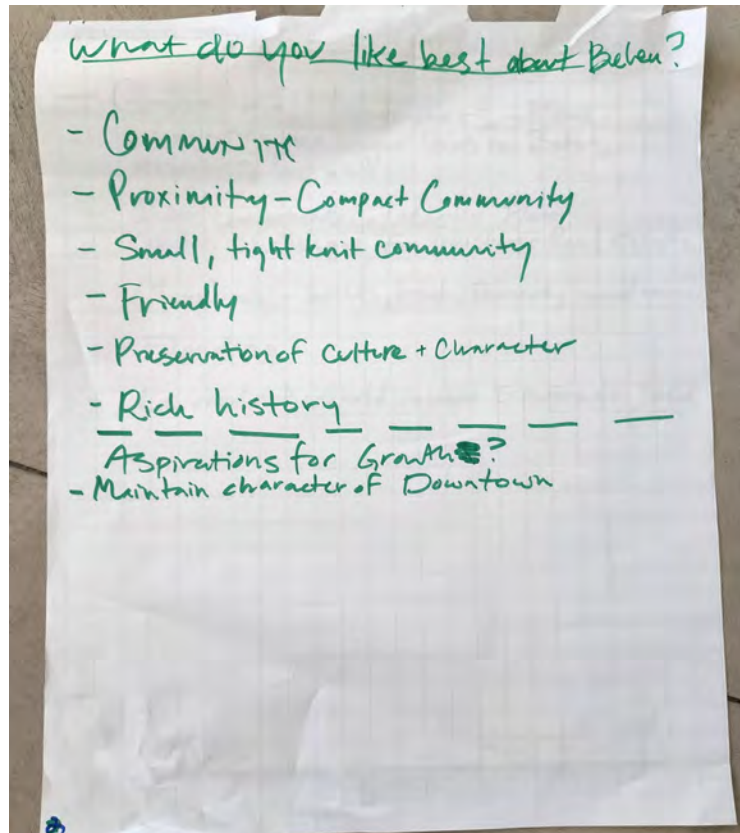 What do you like best about Belen?
- Community
- Proximity - Compact Community
- Small, tight knit community
- Friendly
- Preservation of culture + Character
- Rich history
Aspirations for Growth?
- Maintain character of Downtown